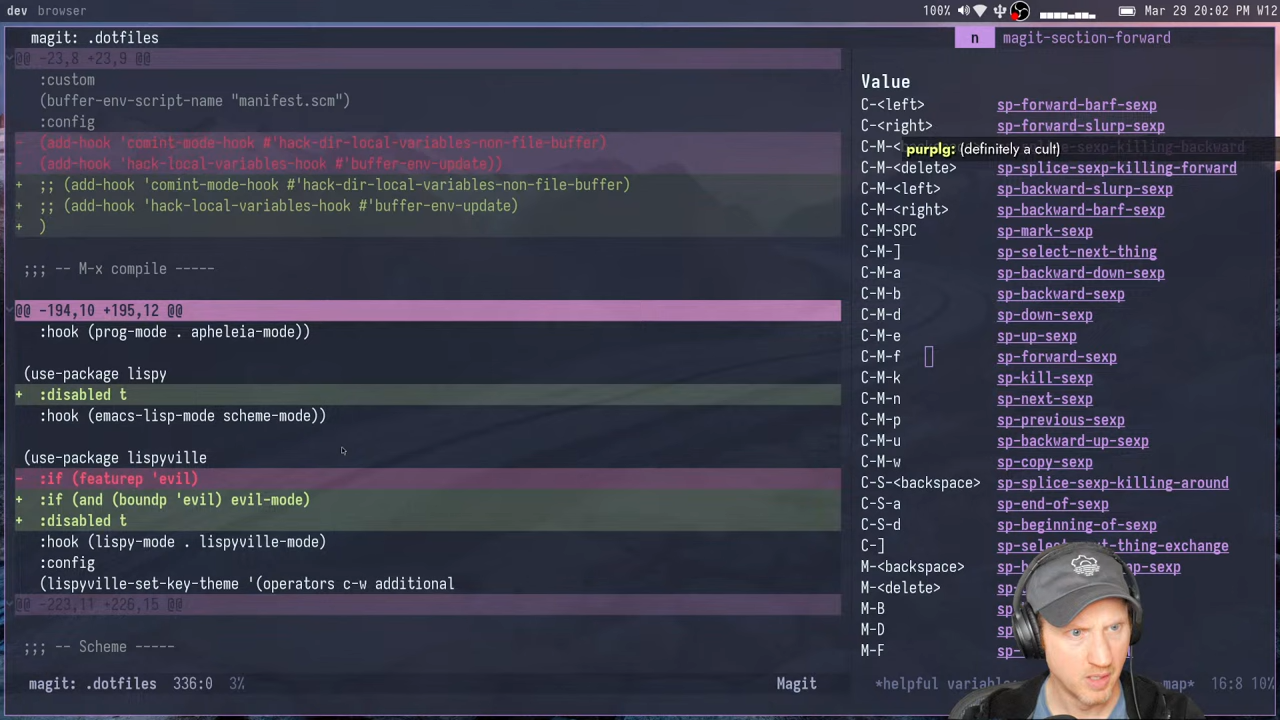 dev browser
100% Mar 29 20:02 PM W12
magit: .dotfiles
n magit-section-forward
@@ -23,8 +23,9 @@
:custom
(buffer-env-script-name "manifest.scm")
:config
- (add-hook 'comint-mode-hook #'hack-dir-local-variables-non-file-buffer)
- (add-hook 'hack-local-variables-hook #'buffer-env-update))
+ ;; (add-hook 'comint-mode-hook #'hack-dir-local-variables-non-file-buffer)
+ ;; (add-hook 'hack-local-variables-hook #'buffer-env-update)
+ )
;;; -- M-x compile -----
@@ -194,10 +195,12 @@
:hook (prog-mode . apheleia-mode))
(use-package lispy
+ :disabled t
:hook (emacs-lisp-mode scheme-mode))
(use-package lispyville
- :if (featurep 'evil)
+ :if (and (boundp 'evil) evil-mode)
+ :disabled t
:hook (lispy-mode . lispyville-mode)
:config
(lispyville-set-key-theme '(operators c-w additional
@@ -223,11 +226,15 @@
;;; -- Scheme -----
magit: .dotfiles 336:0 3% Magit
Value
C-<left> sp-forward-barf-sexp
C-<right> sp-forward-slurp-sexp
C-M-<
purplg: (definitely a cult)
C-M-<delete> sp-splice-sexp-killing-forward
C-M-<left> sp-backward-slurp-sexp
C-M-<right> sp-backward-barf-sexp
C-M-SPC sp-mark-sexp
C-M-] sp-select-next-thing
C-M-a sp-backward-down-sexp
C-M-b sp-backward-sexp
C-M-d sp-down-sexp
C-M-e sp-up-sexp
C-M-f sp-forward-sexp
C-M-k sp-kill-sexp
C-M-n sp-next-sexp
C-M-p sp-previous-sexp
C-M-u sp-backward-up-sexp
C-M-w sp-copy-sexp
C-S-<backspace> sp-splice-sexp-killing-around
C-S-a sp-end-of-sexp
C-S-d sp-beginning-of-sexp
C-] sp-select-next-thing-exchange
M-<backspace>
M-<delete>
M-B sp-
M-D sp-
M-F sp-
*helpful variable: map* 16:8 10%